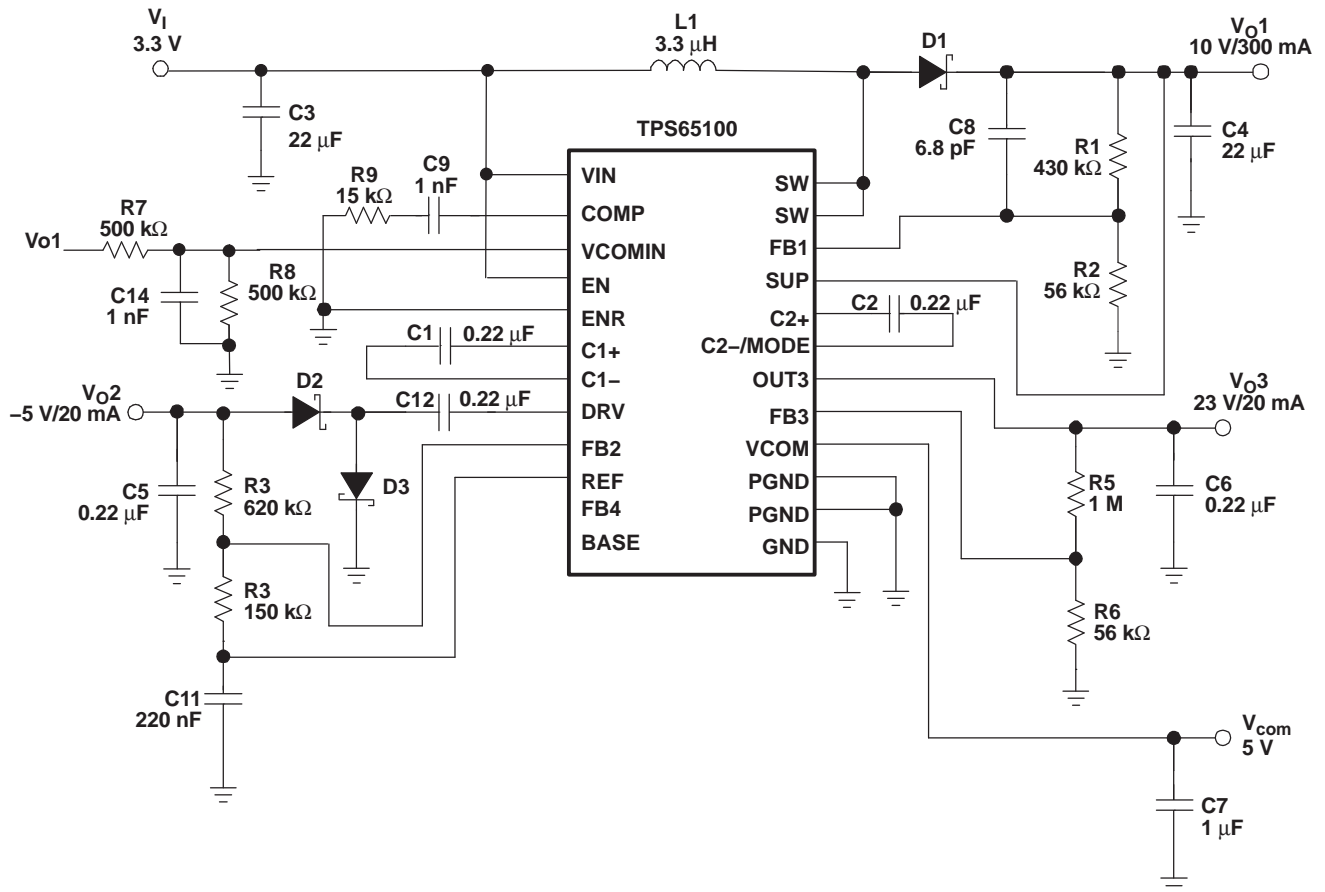 V_I
3.3 V
L1
3.3 μH
D1
V_O1
10 V/300 mA
C3
22 μF
TPS65100
C8
6.8 pF
R1
430 kΩ
C4
22 μF
R9
15 kΩ
C9
1 nF
R7
500 kΩ
Vo1
C14
1 nF
R8
500 kΩ
VIN
COMP
VCOMIN
EN
ENR
C1+
C1–
DRV
FB2
REF
FB4
BASE
SW
SW
FB1
SUP
C2+
C2–/MODE
OUT3
FB3
VCOM
PGND
PGND
GND
R2
56 kΩ
C2
0.22 μF
C1
0.22 μF
C12
0.22 μF
V_O2
–5 V/20 mA
D2
D3
C5
0.22 μF
R3
620 kΩ
R3
150 kΩ
C11
220 nF
V_O3
23 V/20 mA
R5
1 M
C6
0.22 μF
R6
56 kΩ
V_com
5 V
C7
1 μF